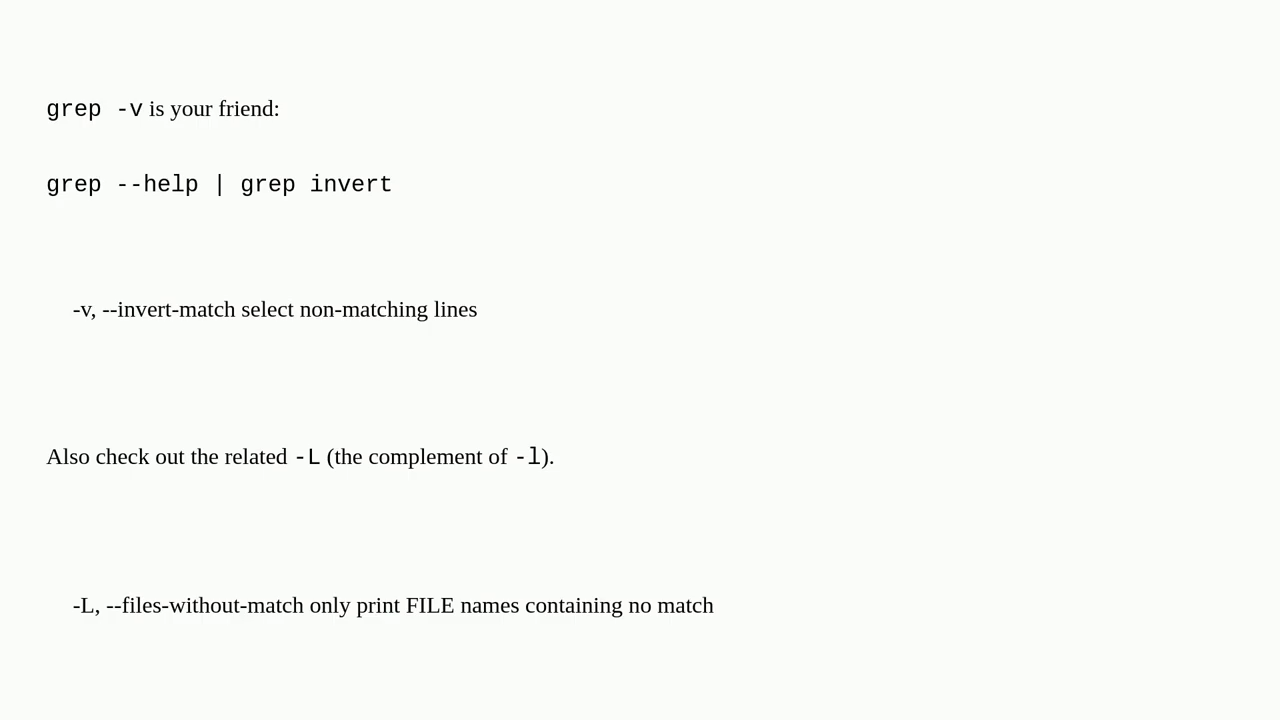 grep -v is your friend:
grep --help | grep invert
-v, --invert-match select non-matching lines
Also check out the related -L (the complement of -l).
-L, --files-without-match only print FILE names containing no match